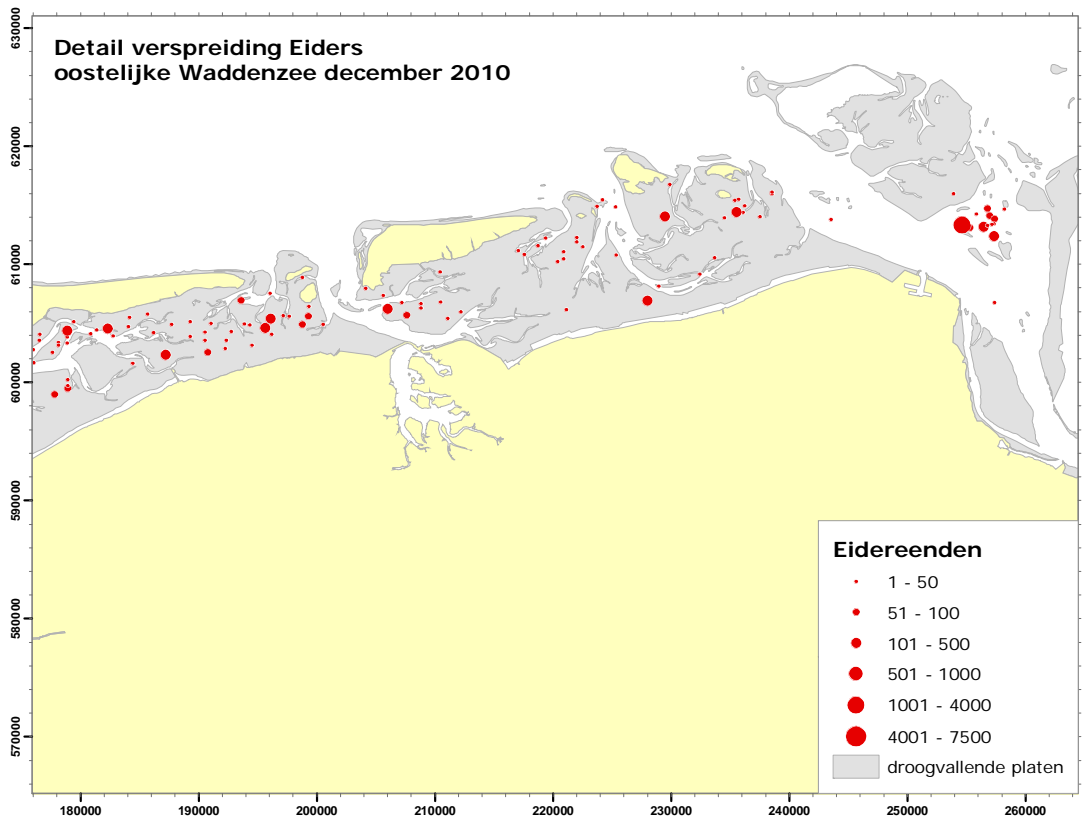 Detail verspreiding Eiders
oostelijke Waddenzee december 2010
630000
620000
610000
600000
590000
580000
570000
Eidereenden
1 - 50
51 - 100
101 - 500
501 - 1000
1001 - 4000
4001 - 7500
droogvallende platen
180000 190000 200000 210000 220000 230000 240000 250000 260000